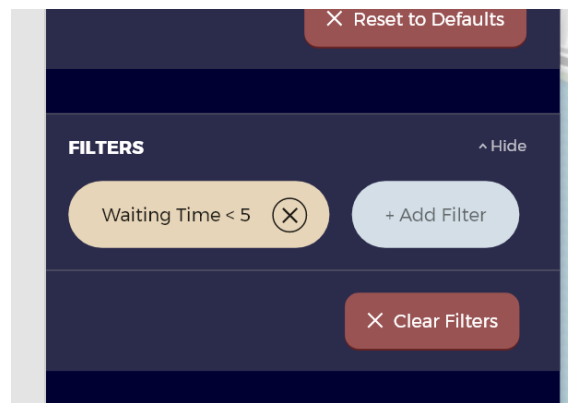 Reset to Defaults
FILTERS
Hide
Waiting Time < 5
+ Add Filter
Clear Filters